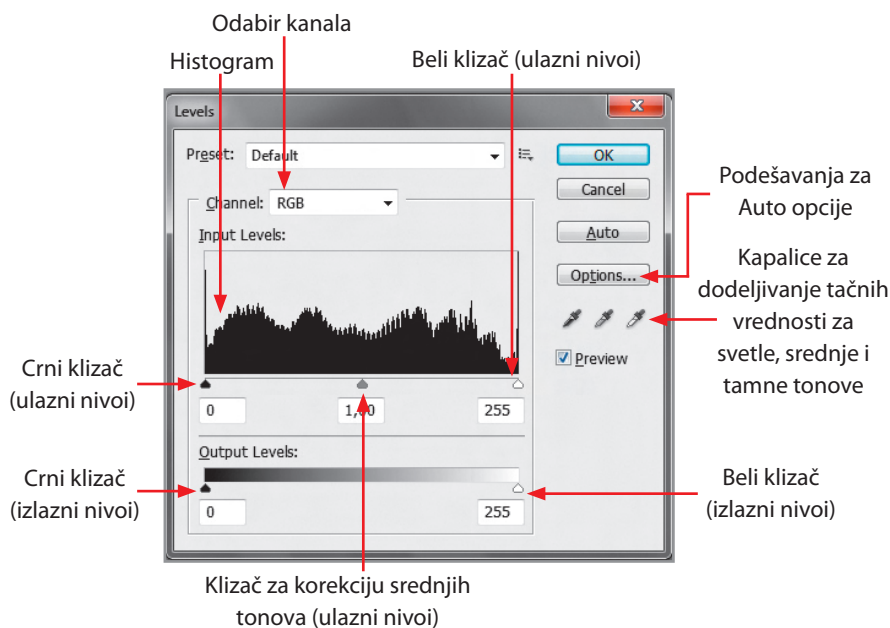 Odabir kanala
Histogram
Beli klizač (ulazni nivoi)
Levels
Preset: Default
OK
Cancel
Channel: RGB
Auto
Input Levels:
Options...
Podešavanja za
Auto opcije
Kapalice za
dodeljivanje tačnih
vrednosti za
svetle, srednje i
tamne tonove
Preview
Crni klizač
(ulazni nivoi)
0
1,00
255
Output Levels:
Crni klizač
(izlazni nivoi)
Beli klizač
(izlazni nivoi)
0
255
Klizač za korekciju srednjih
tonova (ulazni nivoi)